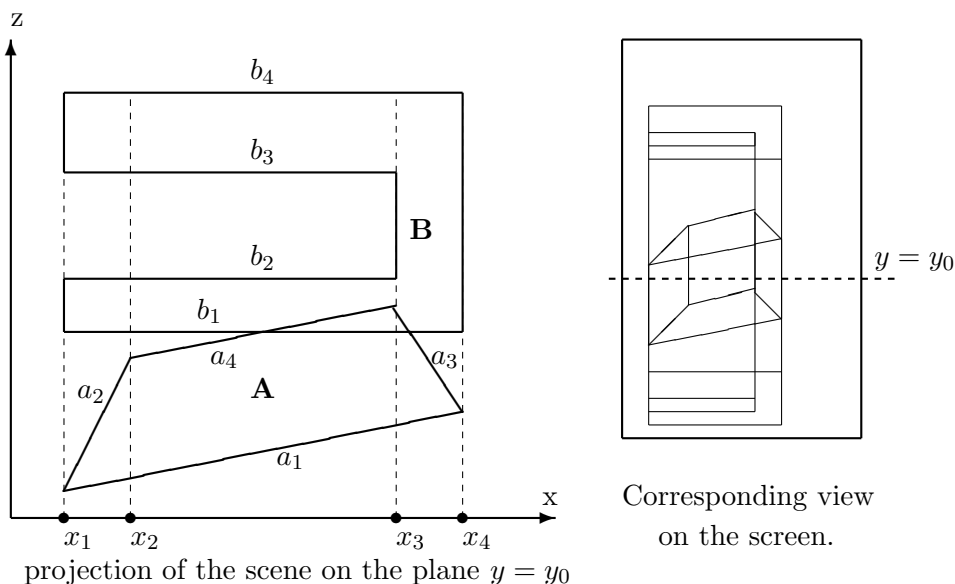 z
b₄
b₃
B
b₂
y = y₀
b₁
a₄
a₃
a₂
A
a₁
x
x₁ x₂ x₃ x₄
projection of the scene on the plane y = y₀
Corresponding view
on the screen.